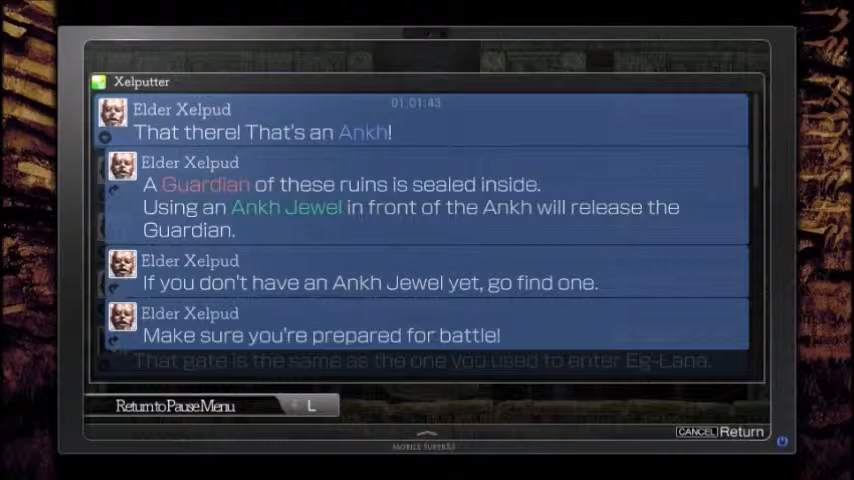 Xelputter
01:01:43
Elder Xelpud
That there! That's an Ankh!
Elder Xelpud
A Guardian of these ruins is sealed inside.
Using an Ankh Jewel in front of the Ankh will release the
Guardian.
Elder Xelpud
If you don't have an Ankh Jewel yet, go find one.
Elder Xelpud
Make sure you're prepared for battle!
That gate is the same as the one you used to enter Eg-Lana.
Return to Pause Menu L
CANCEL Return
MOBILE SUPERX2